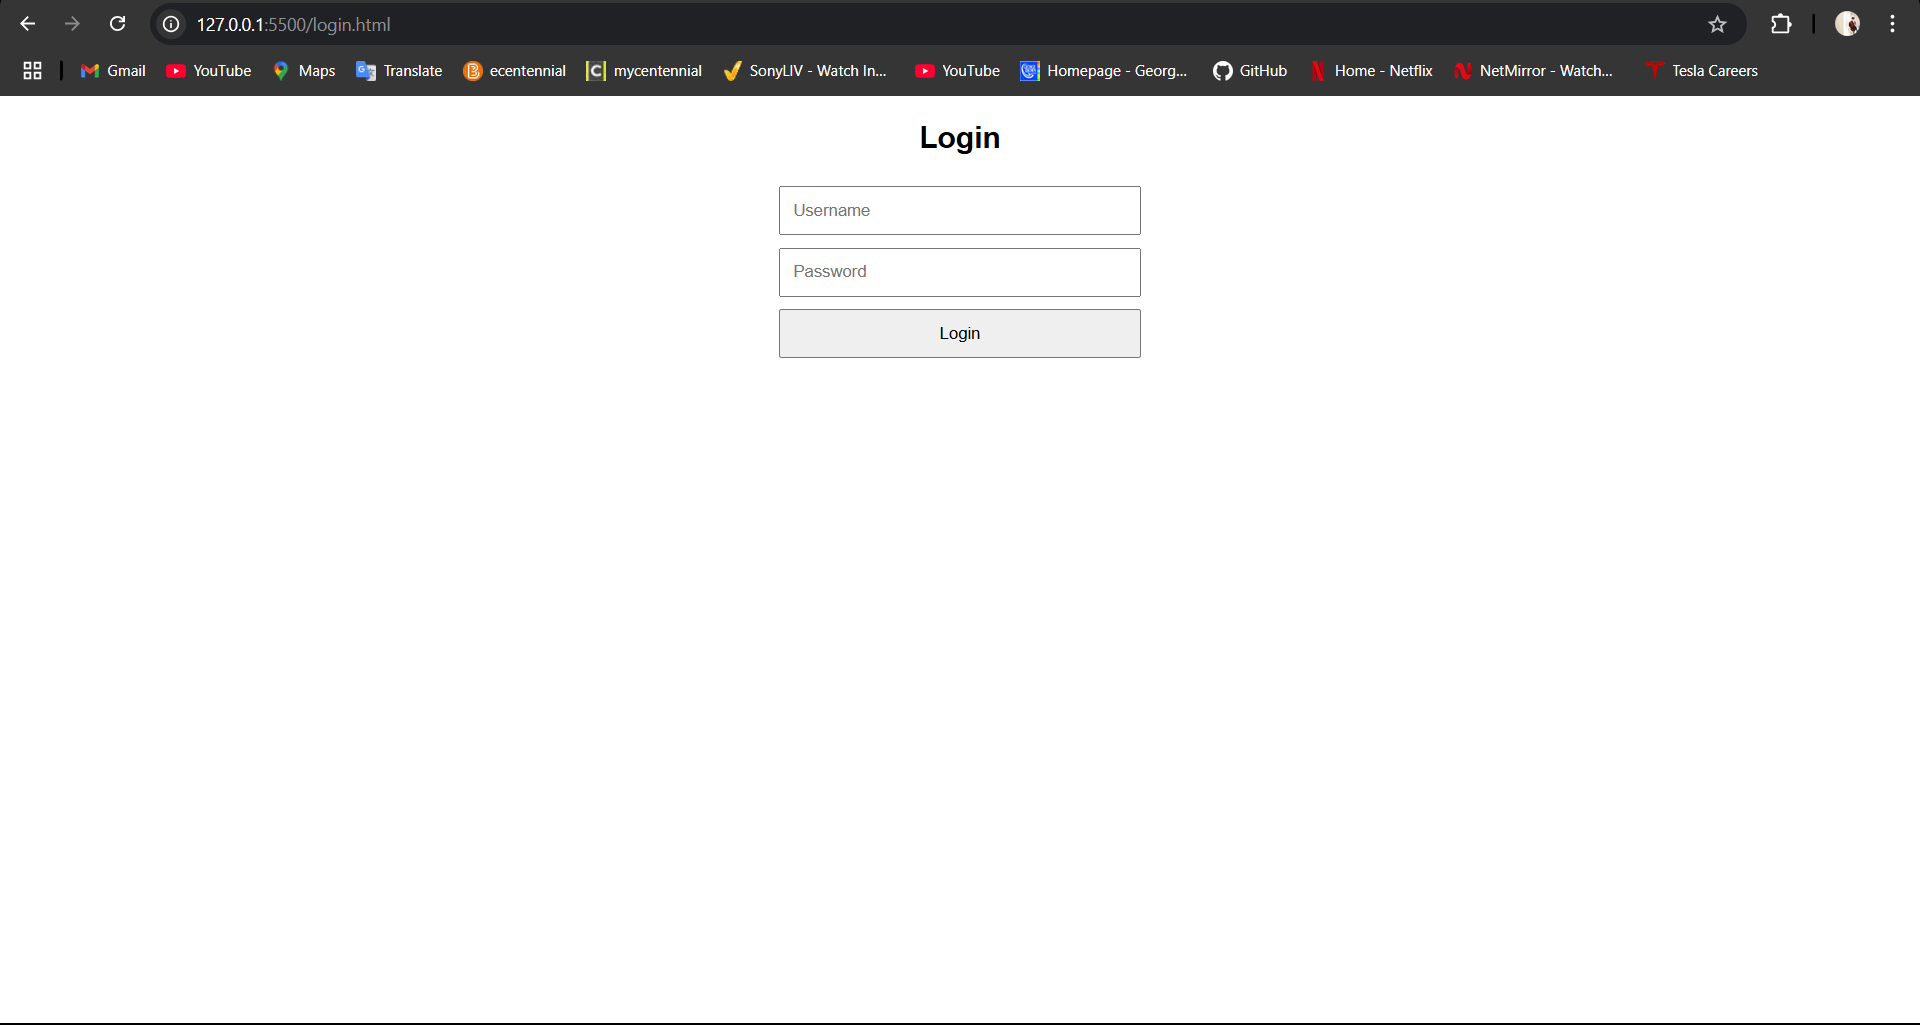 127.0.0.1:5500/login.html
Gmail YouTube Maps Translate ecentennial mycentennial SonyLIV - Watch In... YouTube Homepage - Georg... GitHub Home - Netflix NetMirror - Watch... Tesla Careers
Login
Username
Password
Login